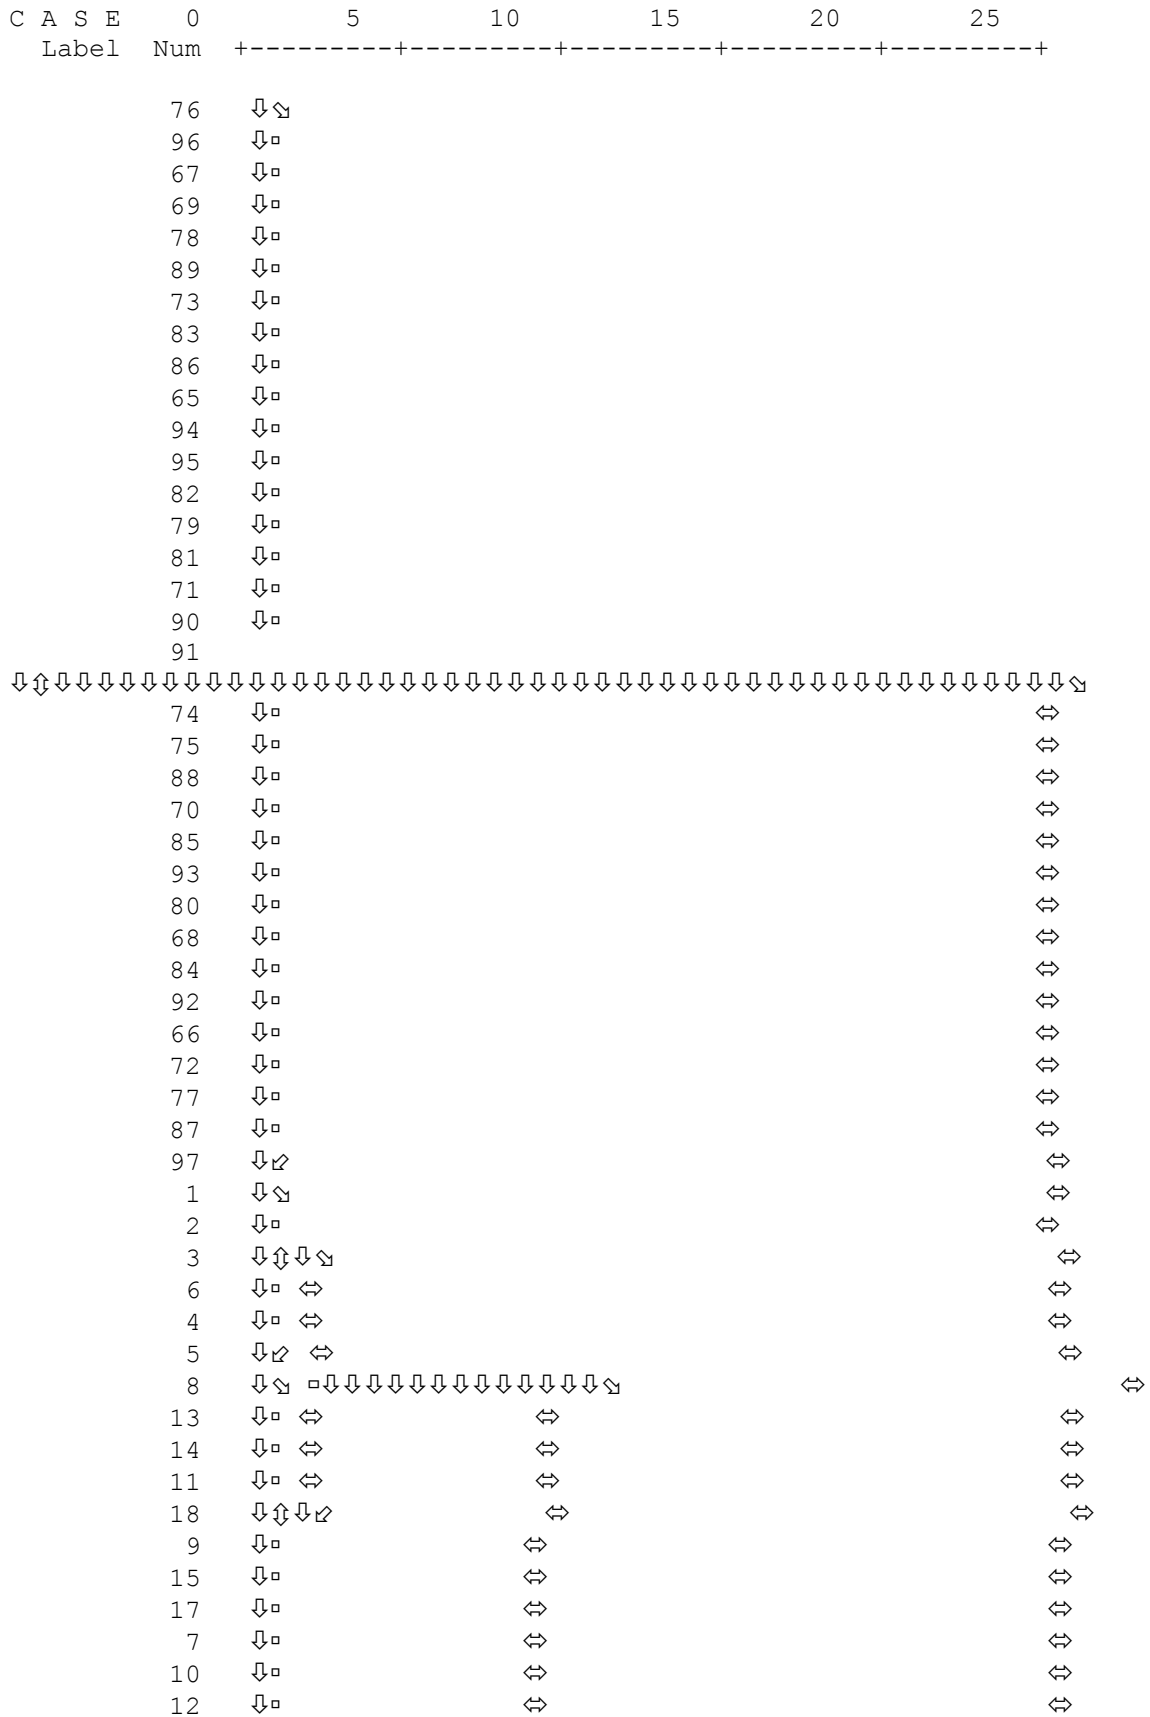 C A S E 0 5 10 15 20 25
Label Num +---------+---------+---------+---------+---------+
76 ⇩⇘
96 ⇩▫
67 ⇩▫
69 ⇩▫
78 ⇩▫
89 ⇩▫
73 ⇩▫
83 ⇩▫
86 ⇩▫
65 ⇩▫
94 ⇩▫
95 ⇩▫
82 ⇩▫
79 ⇩▫
81 ⇩▫
71 ⇩▫
90 ⇩▫
91
⇩⇳⇩⇩⇩⇩⇩⇩⇩⇩⇩⇩⇩⇩⇩⇩⇩⇩⇩⇩⇩⇩⇩⇩⇩⇩⇩⇩⇩⇩⇩⇩⇩⇩⇩⇩⇩⇩⇩⇩⇩⇩⇩⇩⇩⇩⇩⇩⇩⇘
74 ⇩▫ ⇔
75 ⇩▫ ⇔
88 ⇩▫ ⇔
70 ⇩▫ ⇔
85 ⇩▫ ⇔
93 ⇩▫ ⇔
80 ⇩▫ ⇔
68 ⇩▫ ⇔
84 ⇩▫ ⇔
92 ⇩▫ ⇔
66 ⇩▫ ⇔
72 ⇩▫ ⇔
77 ⇩▫ ⇔
87 ⇩▫ ⇔
97 ⇩⇙ ⇔
1 ⇩⇘ ⇔
2 ⇩▫ ⇔
3 ⇩⇳⇩⇘ ⇔
6 ⇩▫ ⇔ ⇔
4 ⇩▫ ⇔ ⇔
5 ⇩⇙ ⇔ ⇔
8 ⇩⇘ ▫⇩⇩⇩⇩⇩⇩⇩⇩⇩⇩⇩⇩⇩⇘ ⇔
13 ⇩▫ ⇔ ⇔ ⇔
14 ⇩▫ ⇔ ⇔ ⇔
11 ⇩▫ ⇔ ⇔ ⇔
18 ⇩⇳⇩⇙ ⇔ ⇔
9 ⇩▫ ⇔ ⇔
15 ⇩▫ ⇔ ⇔
17 ⇩▫ ⇔ ⇔
7 ⇩▫ ⇔ ⇔
10 ⇩▫ ⇔ ⇔
12 ⇩▫ ⇔ ⇔